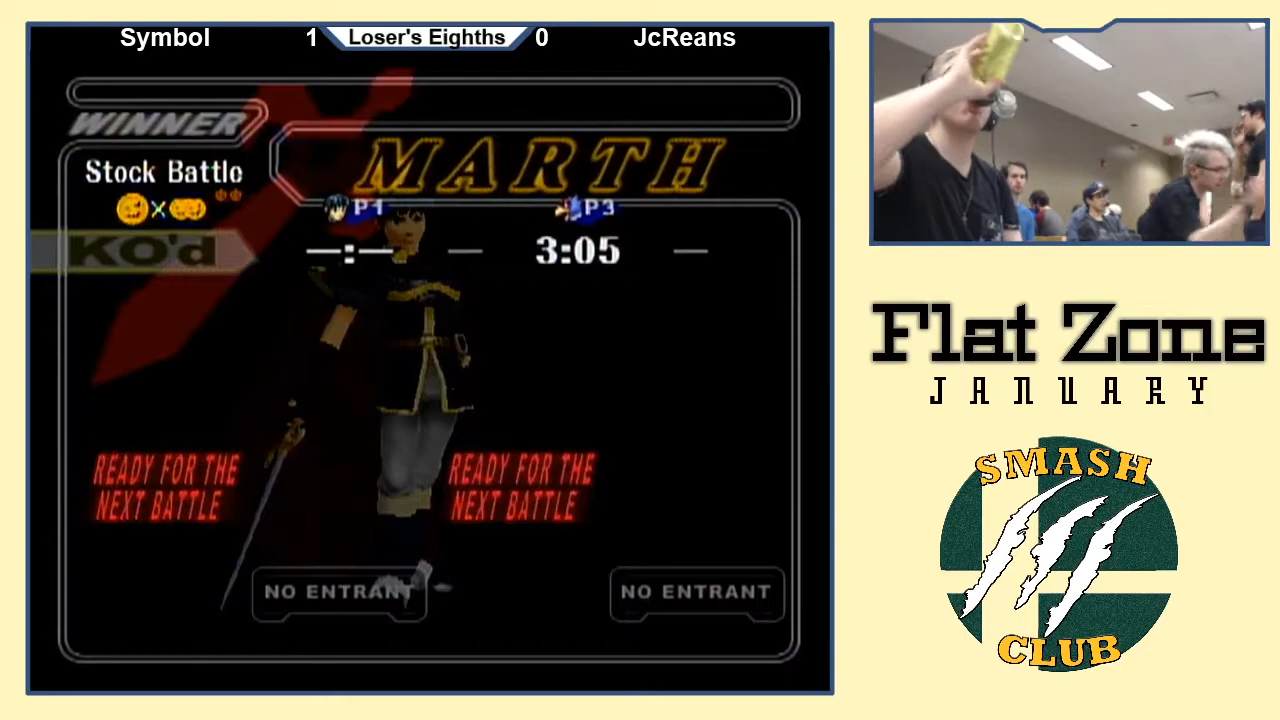 Symbol 1 Loser's Eighths 0 JcReans
WINNER
MARTH
Stock Battle
P1 P3
KO'd
—:— — 3:05 —
READY FOR THE
NEXT BATTLE
READY FOR THE
NEXT BATTLE
NO ENTRANT
NO ENTRANT
Flat Zone
JANUARY
SMASH
CLUB